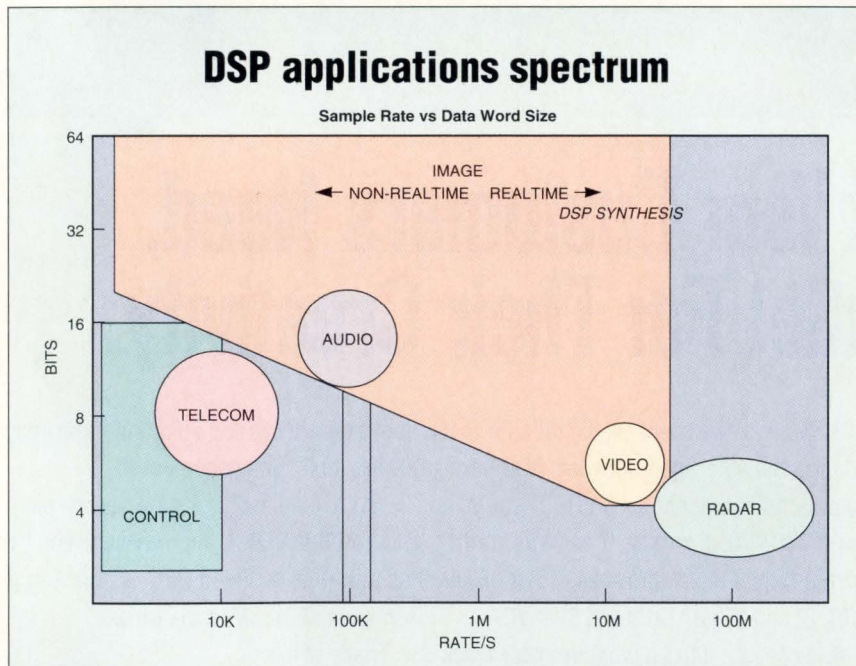 DSP applications spectrum
Sample Rate vs Data Word Size
64
IMAGE
NON-REALTIME REALTIME
DSP SYNTHESIS
32
16
BITS
AUDIO
8
TELECOM
VIDEO
4
CONTROL
RADAR
10K 100K 1M 10M 100M
RATE/S